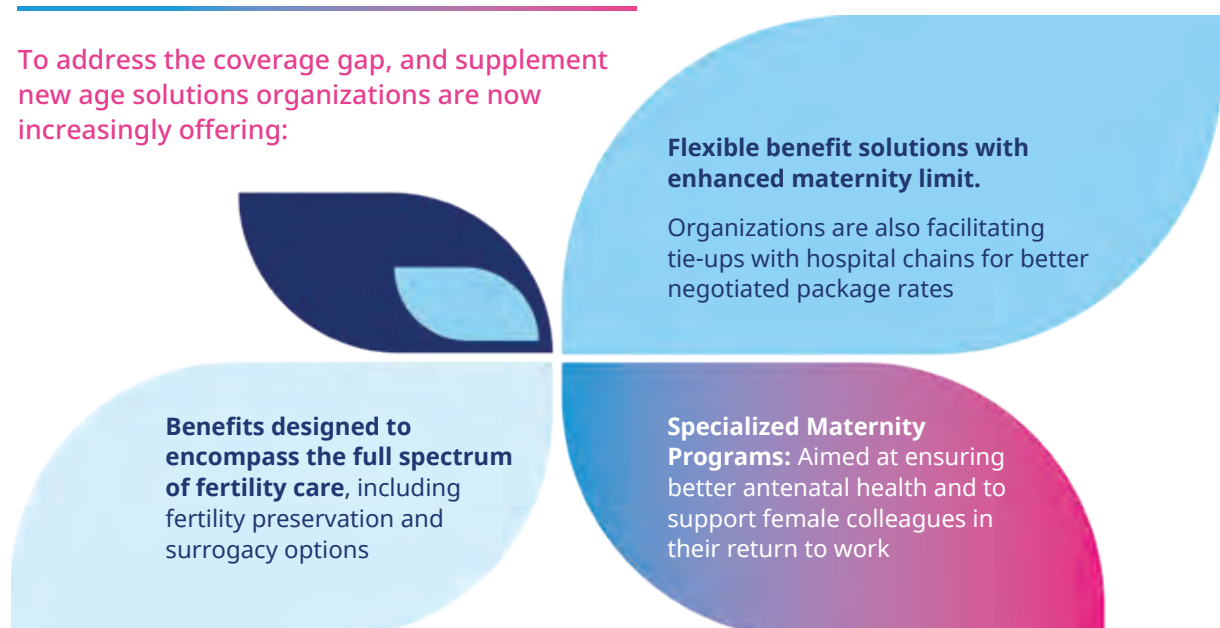 To address the coverage gap, and supplement
new age solutions organizations are now
increasingly offering:
Flexible benefit solutions with
enhanced maternity limit.
Organizations are also facilitating
tie-ups with hospital chains for better
negotiated package rates
Benefits designed to
encompass the full spectrum
of fertility care, including
fertility preservation and
surrogacy options
Specialized Maternity
Programs: Aimed at ensuring
better antenatal health and to
support female colleagues in
their return to work